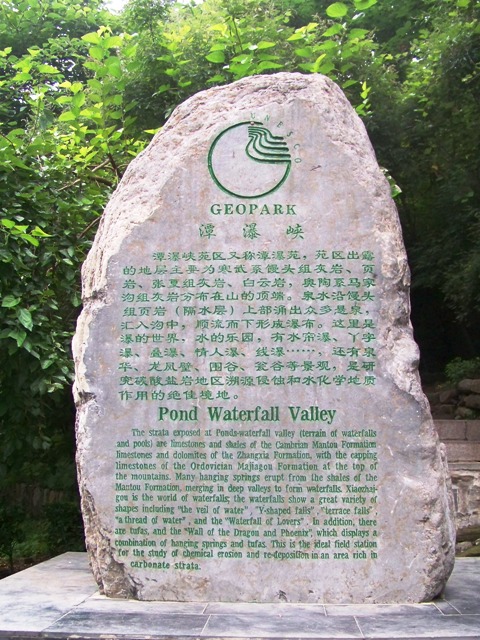 UNESCO
GEOPARK
潭瀑峡
潭瀑峡苑区又称潭瀑苑，苑区出露
的地层主要为寒武系馒头组灰岩、页
岩、张夏组灰岩、白云岩，奥陶系马家
沟组灰岩分布在山的顶端。泉水沿馒头
组页岩（隔水层）上部涌出众多悬泉，
汇入沟中，顺流而下形成瀑布。这里是
瀑的世界，水的乐园，有水帘瀑、丫字
瀑、叠瀑、情人瀑、线瀑……，还有泉
华、龙凤壁、围谷、瓮谷等景观，是研
究碳酸盐岩地区溯源侵蚀和水化学地质
作用的绝佳境地。
Pond Waterfall Valley
The strata exposed at Ponds-waterfall valley (terrain of waterfalls
and pools) are limestones and shales of the Cambrian Mantou Formation
limestones and dolomites of the Zhangxia Formation, with the capping
limestones of the Ordovician Majiagou Formation at the top of
the mountains. Many hanging springs erupt from the shales of the
Mantou Formation, merging in deep valleys to form waterfalls. Xiaozhai-
gou is the world of waterfalls; the waterfalls show a great variety of
shapes including "the veil of water", "Y-shaped falls", "terrace falls",
"a thread of water", and the "Waterfall of Lovers". In addition, there
are tufas, and the "Wall of the Dragon and Phoenix", which displays a
combination of hanging springs and tufas. This is the ideal field station
for the study of chemical erosion and re-deposition in an area rich in
carbonate strata.